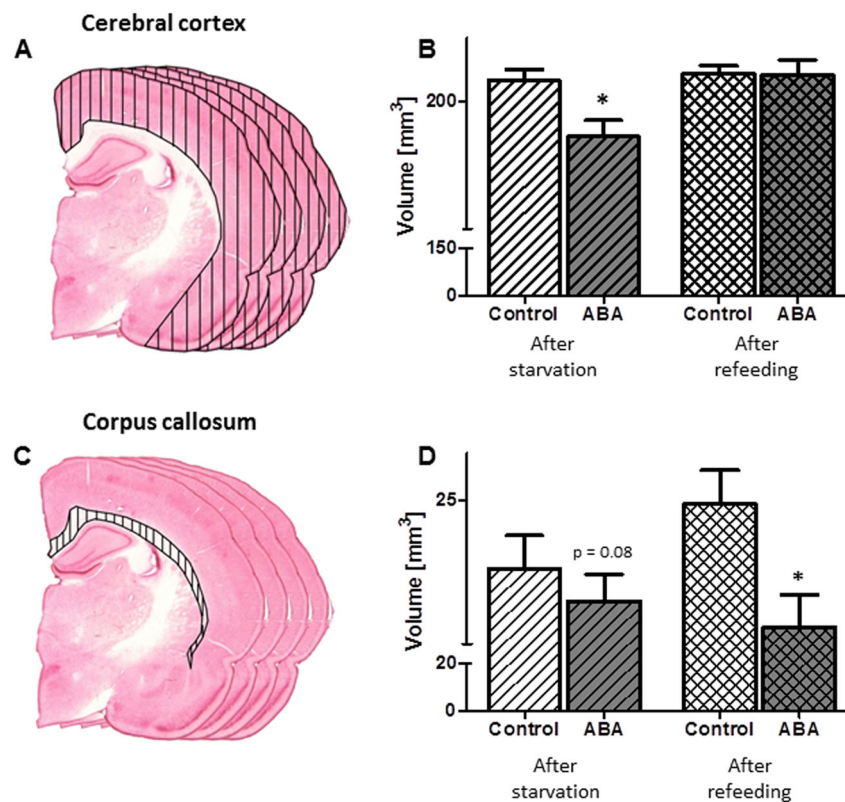 Cerebral cortex
A
B
Volume [mm³]
200
150
0
*
Control
ABA
Control
ABA
After
starvation
After
refeeding
Corpus callosum
C
D
Volume [mm³]
25
20
0
p = 0.08
*
Control
ABA
Control
ABA
After
starvation
After
refeeding